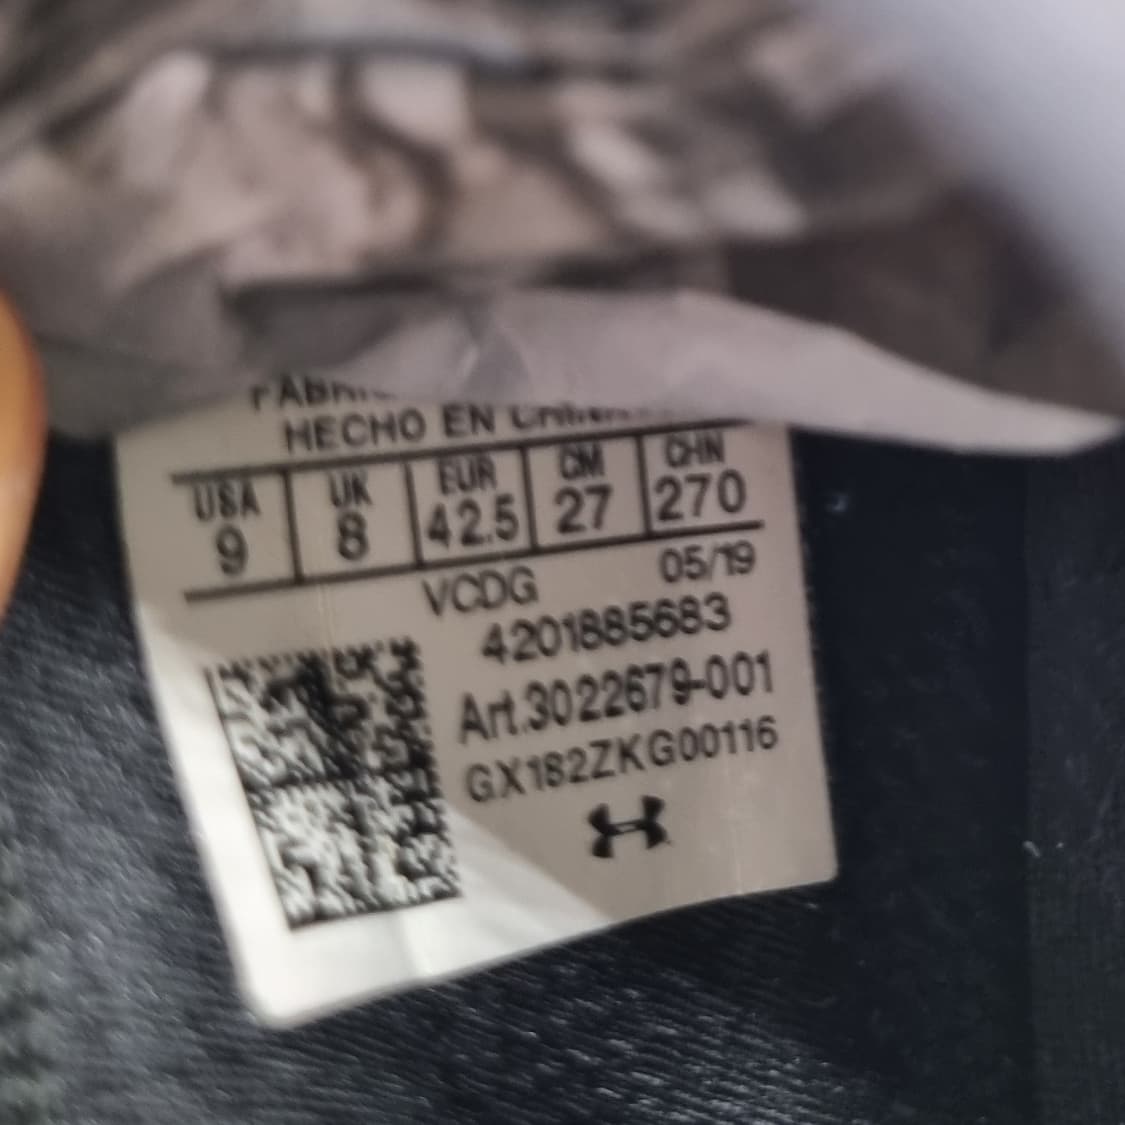 HECHO EN
USA UK EUR CM CHN
9 8 42.5 27 270
VCDG 05/19
4201885683
Art.3022679-001
GX182ZKG00116